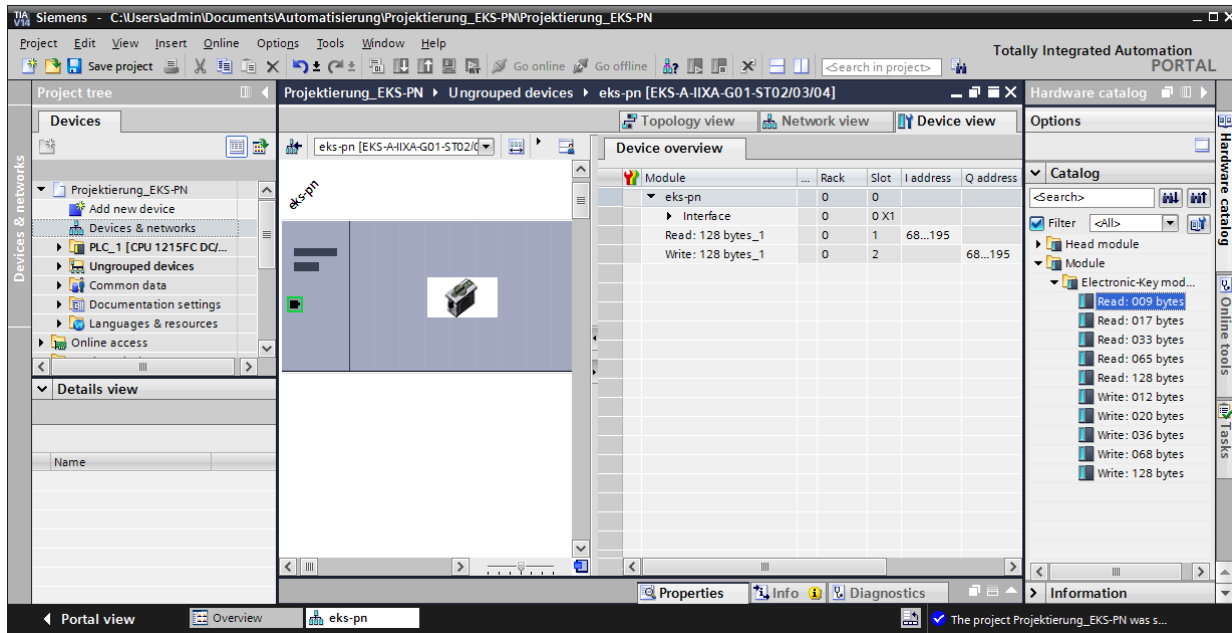 TIA V14 Siemens - C:\Users\admin\Documents\Automatisierung\Projektierung_EKS-PN\Projektierung_EKS-PN
Project Edit View Insert Online Options Tools Window Help
Totally Integrated Automation
PORTAL
Save project Go online Go offline <Search in project>
Project tree
Devices
Devices & networks
Projektierung_EKS-PN
Add new device
Devices & networks
PLC_1 [CPU 1215FC DC/...
Ungrouped devices
Common data
Documentation settings
Languages & resources
Online access
Details view
Name
Projektierung_EKS-PN Ungrouped devices eks-pn [EKS-A-IIXA-G01-ST02/03/04]
Topology view Network view Device view
eks-pn [EKS-A-IIXA-G01-ST02/0
eks-pn
Device overview
Module ... Rack Slot I address Q address
eks-pn 0 0
Interface 0 0 X1
Read: 128 bytes_1 0 1 68...195
Write: 128 bytes_1 0 2 68...195
Properties Info Diagnostics
Hardware catalog
Options
Catalog
<Search>
Filter <All>
Head module
Module
Electronic-Key mod...
Read: 009 bytes
Read: 017 bytes
Read: 033 bytes
Read: 065 bytes
Read: 128 bytes
Write: 012 bytes
Write: 020 bytes
Write: 036 bytes
Write: 068 bytes
Write: 128 bytes
Information
Hardware catalog
Online tools
Tasks
Portal view Overview eks-pn
The project Projektierung_EKS-PN was s...